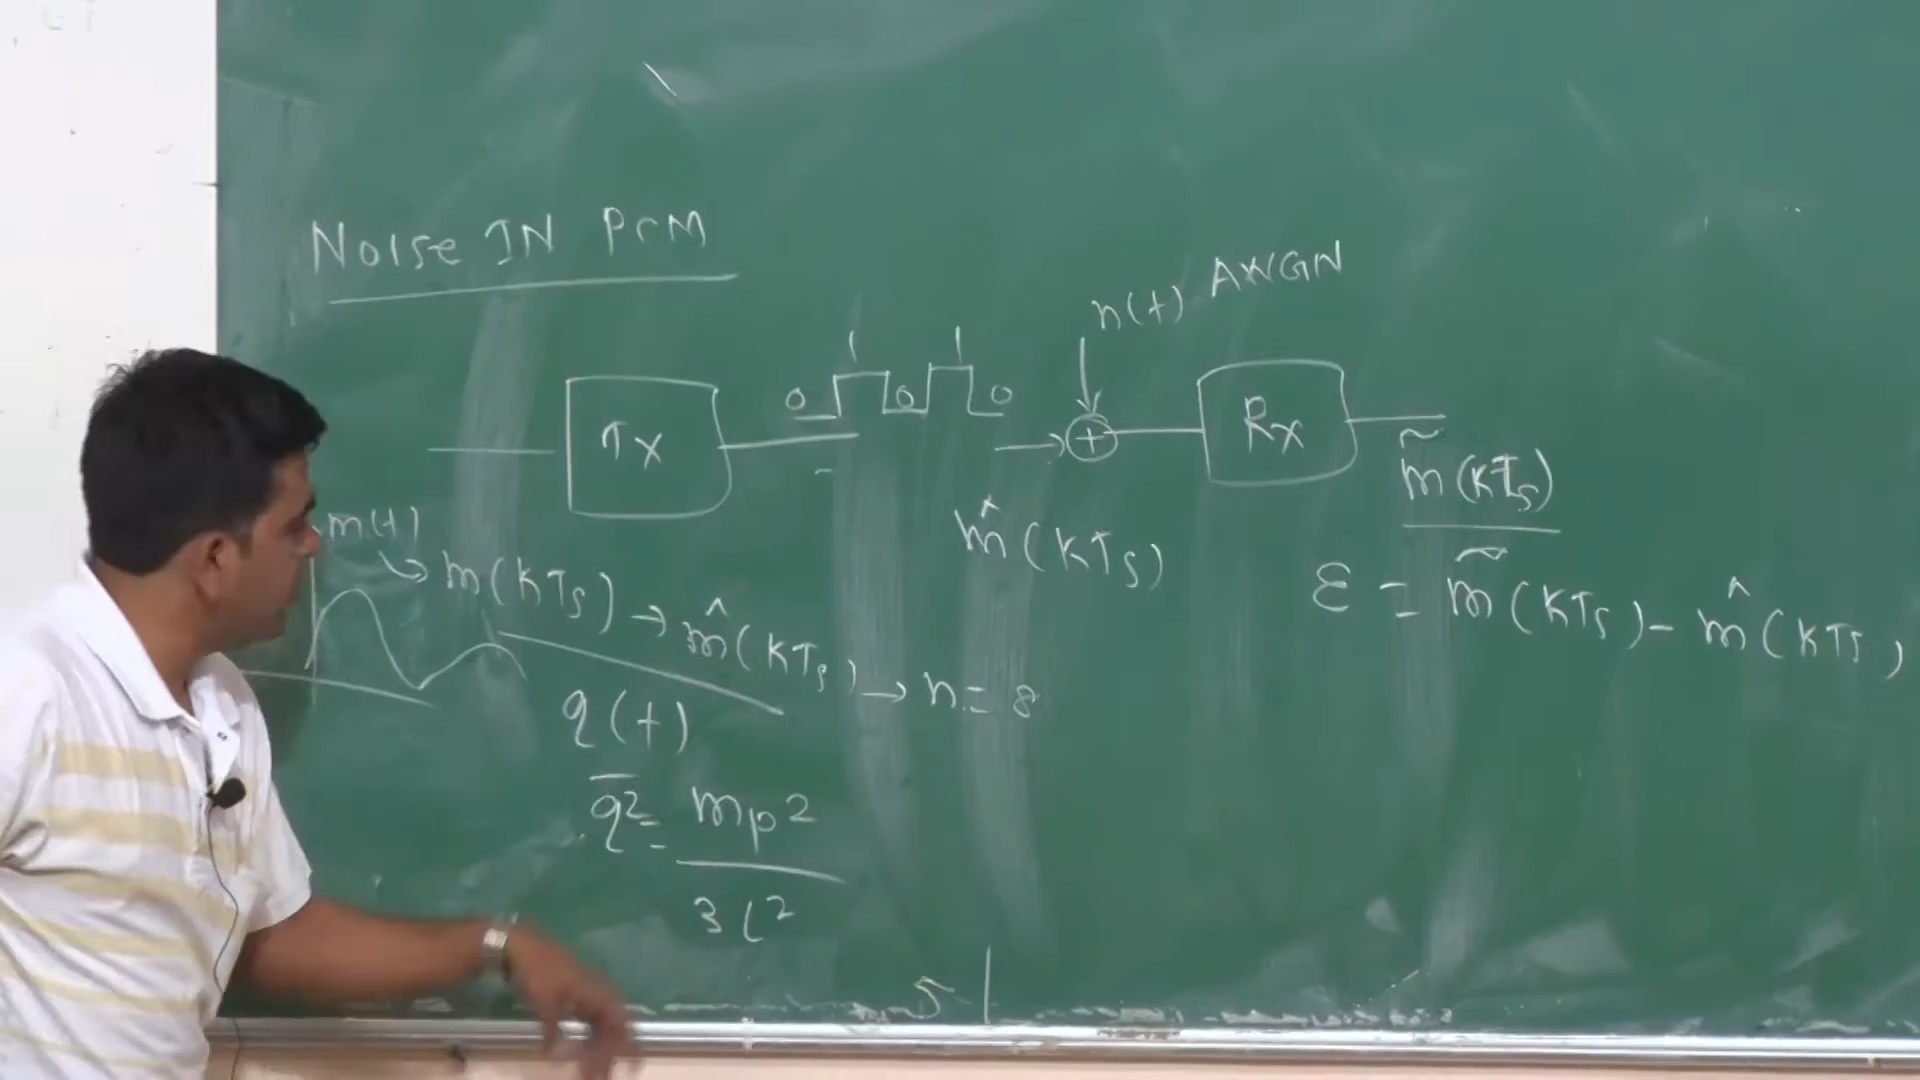 NOISE IN PCM
n(t) AWGN
0 1 0 1 0
Tx
+
Rx
m̃(KTs)
m(t)
→ m(KTs) → m̂(KTs) → n = 8
m̂(KTs)
ε = m̃(KTs) - m̂(KTs)
q(t)
q̅²̅ = mp² / 3L²